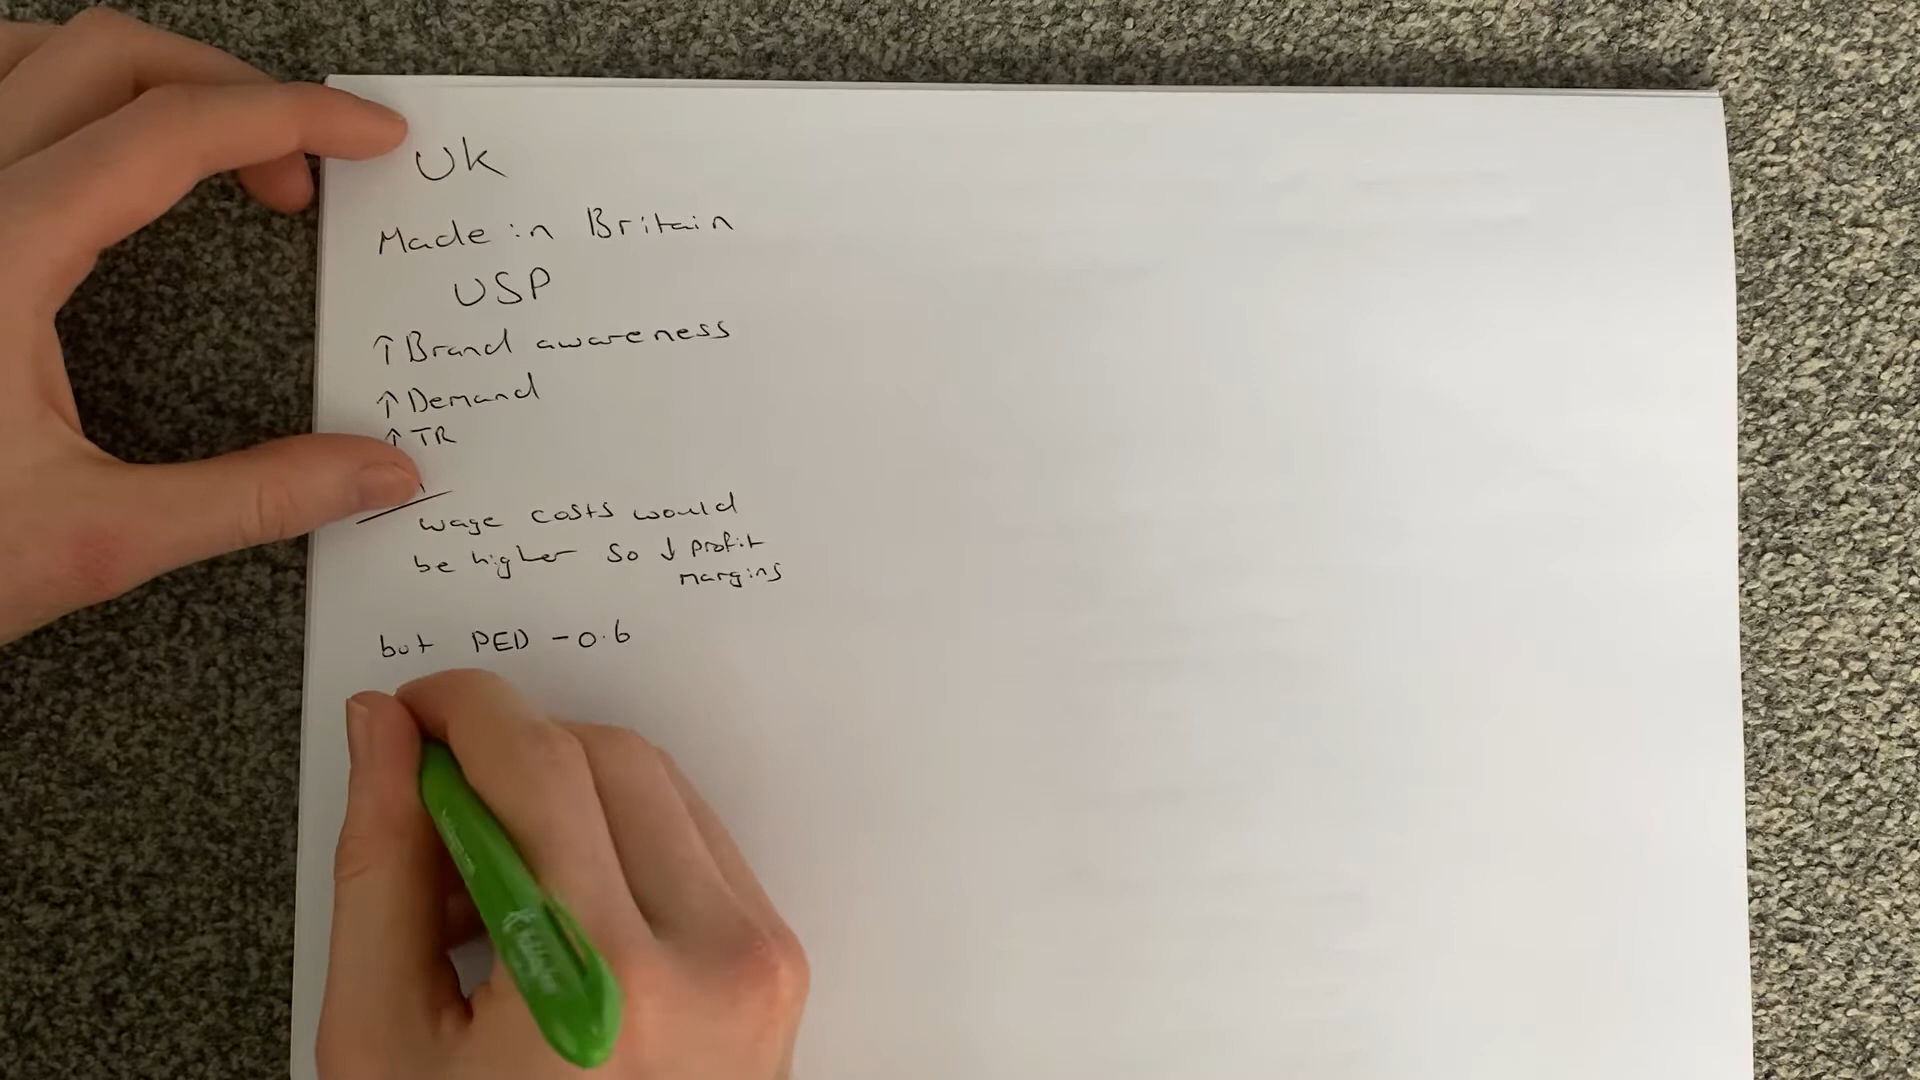 UK
Made in Britain
USP
↑ Brand awareness
↑ Demand
↑ TR
wage costs would
be higher so ↓ profit
margins
but PED -0.6